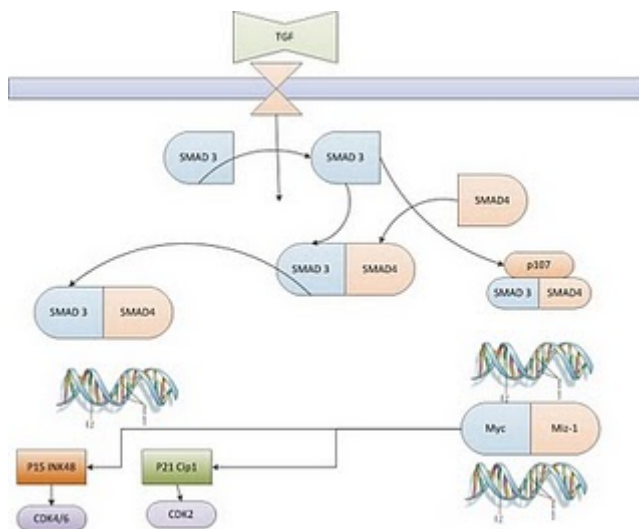 TGF
SMAD 3
SMAD 3
SMAD4
SMAD 3
SMAD4
p107
SMAD 3
SMAD4
SMAD 3
SMAD4
Myc
Miz-1
P15 INK4B
P21 Cip1
CDK4/6
CDK2